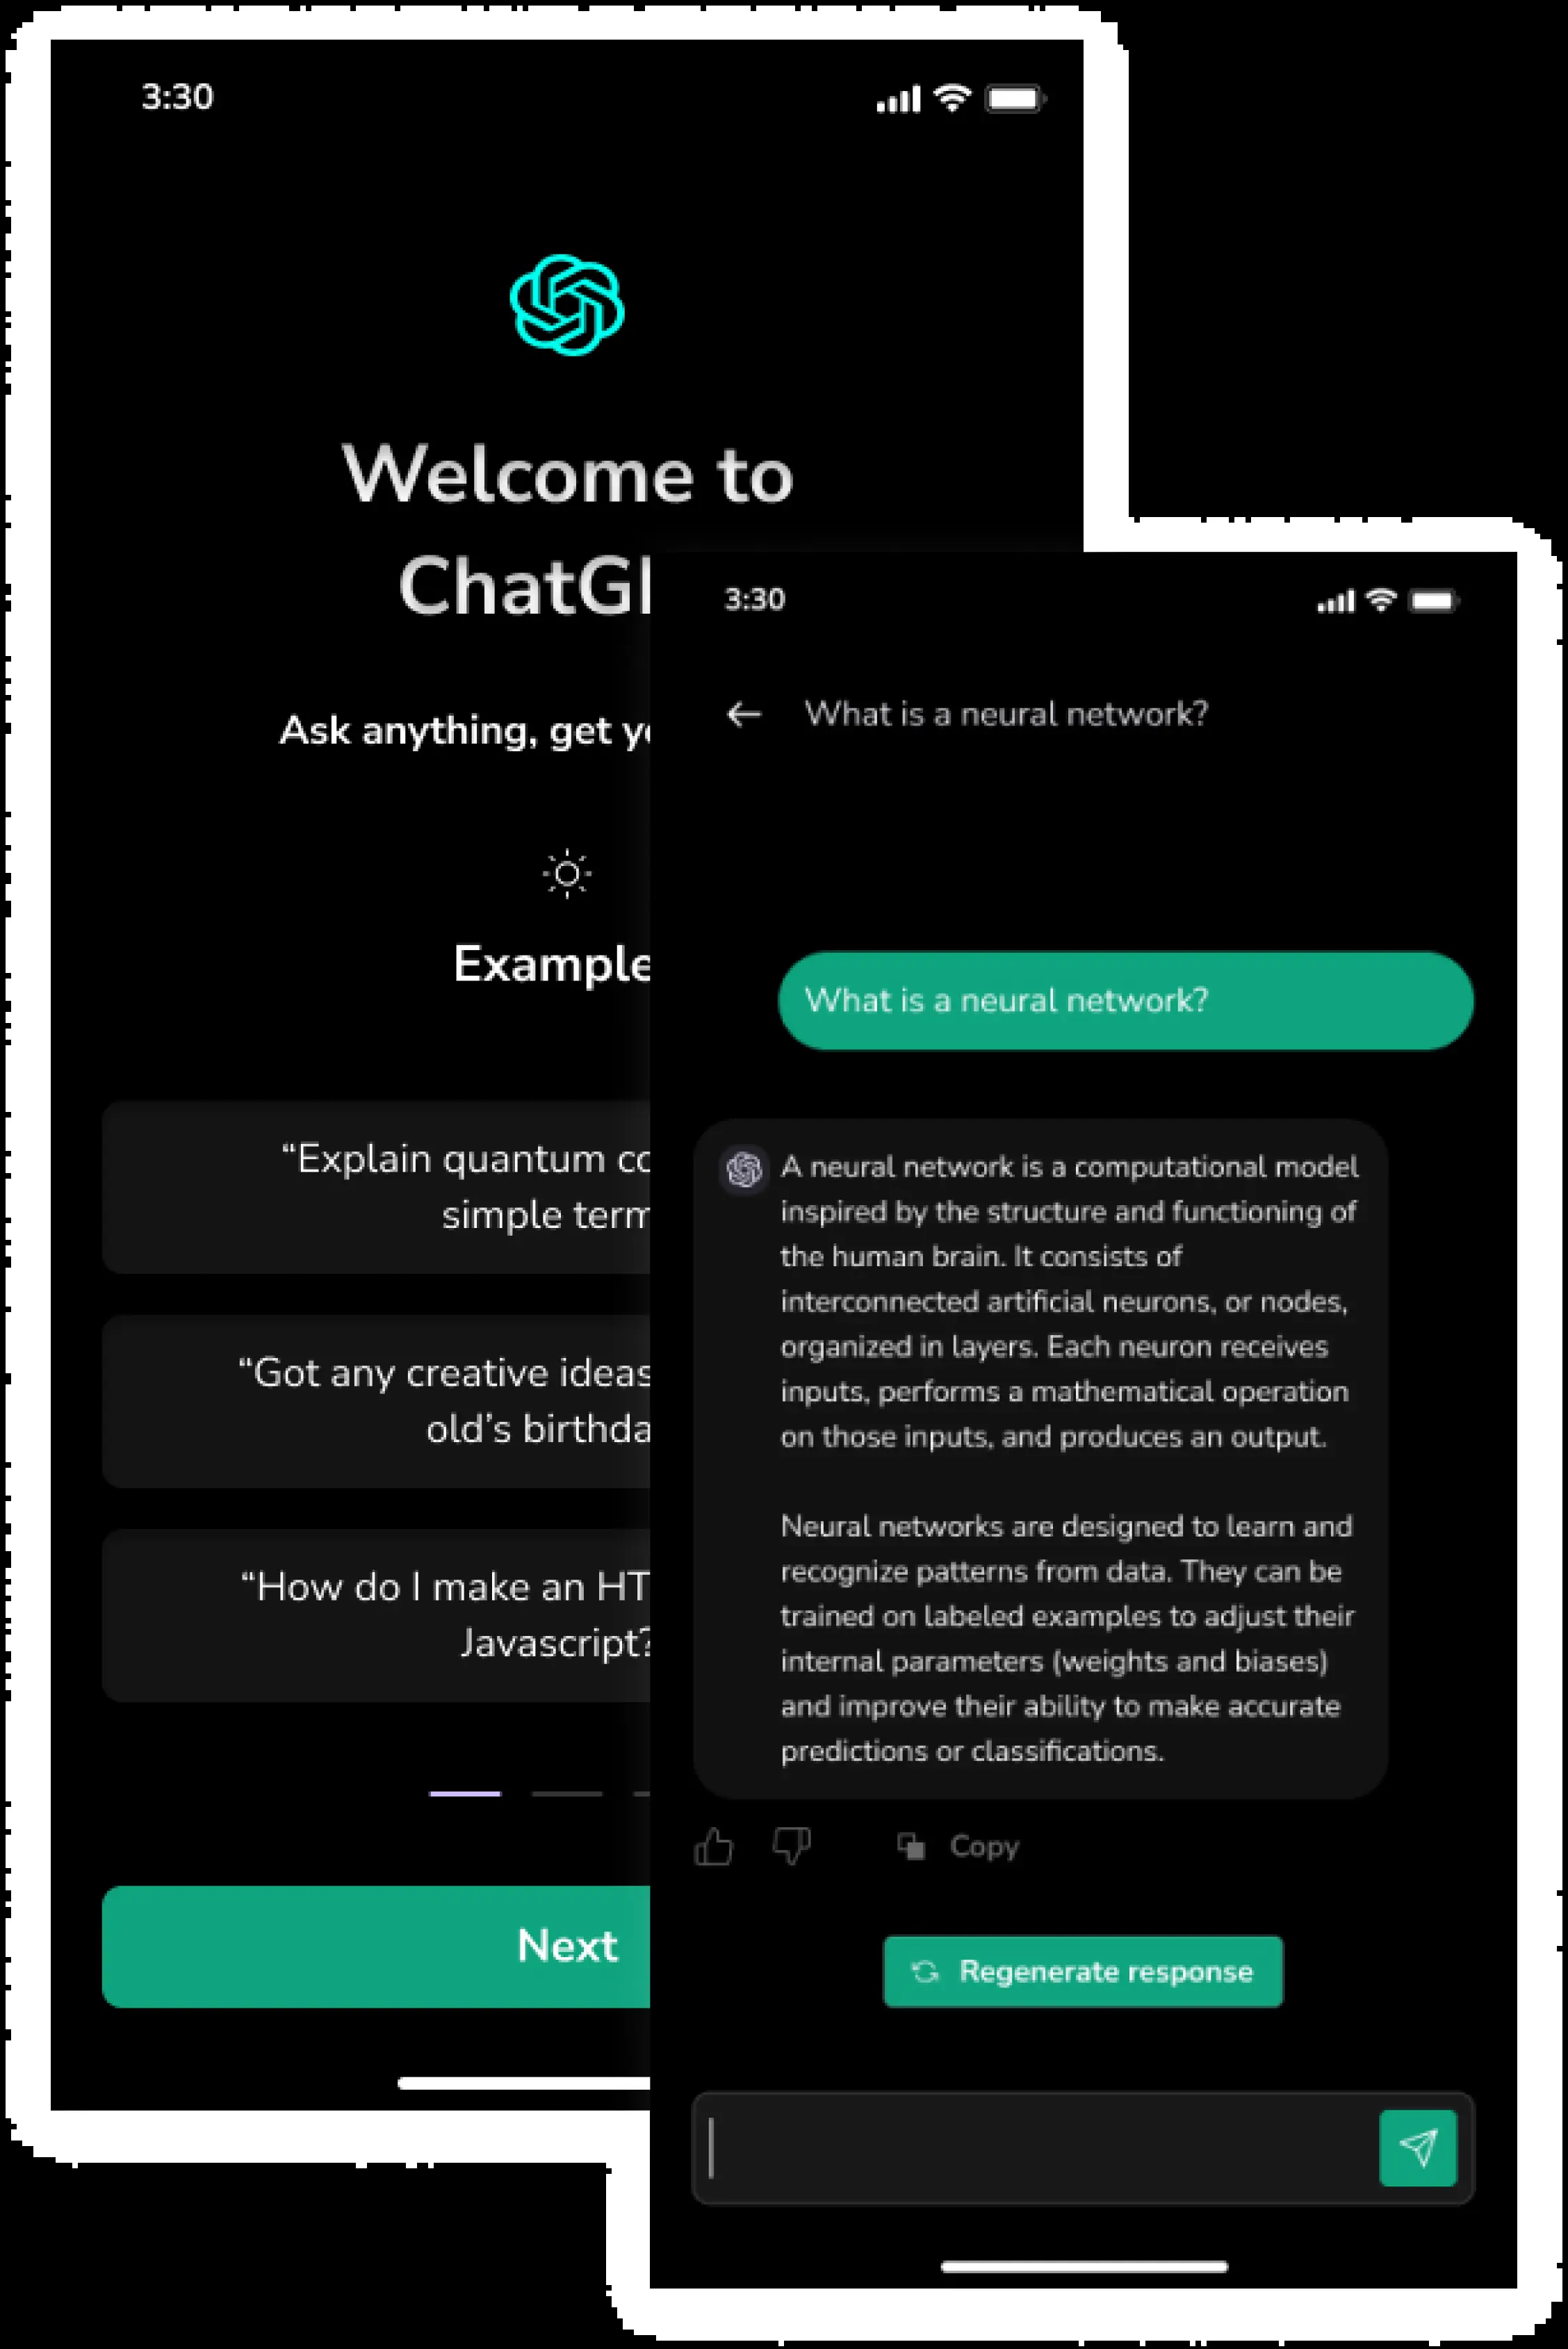 3:30
Welcome to
ChatG
Ask anything, get
Example
“Explain quantum
simple term
“Got any creative ideas
old’s birthda
“How do I make an HT
Javascript?
Next
3:30
What is a neural network?
What is a neural network?
A neural network is a computational model
inspired by the structure and functioning of
the human brain. It consists of
interconnected artificial neurons, or nodes,
organized in layers. Each neuron receives
inputs, performs a mathematical operation
on those inputs, and produces an output.
Neural networks are designed to learn and
recognize patterns from data. They can be
trained on labeled examples to adjust their
internal parameters (weights and biases)
and improve their ability to make accurate
predictions or classifications.
Copy
Regenerate response